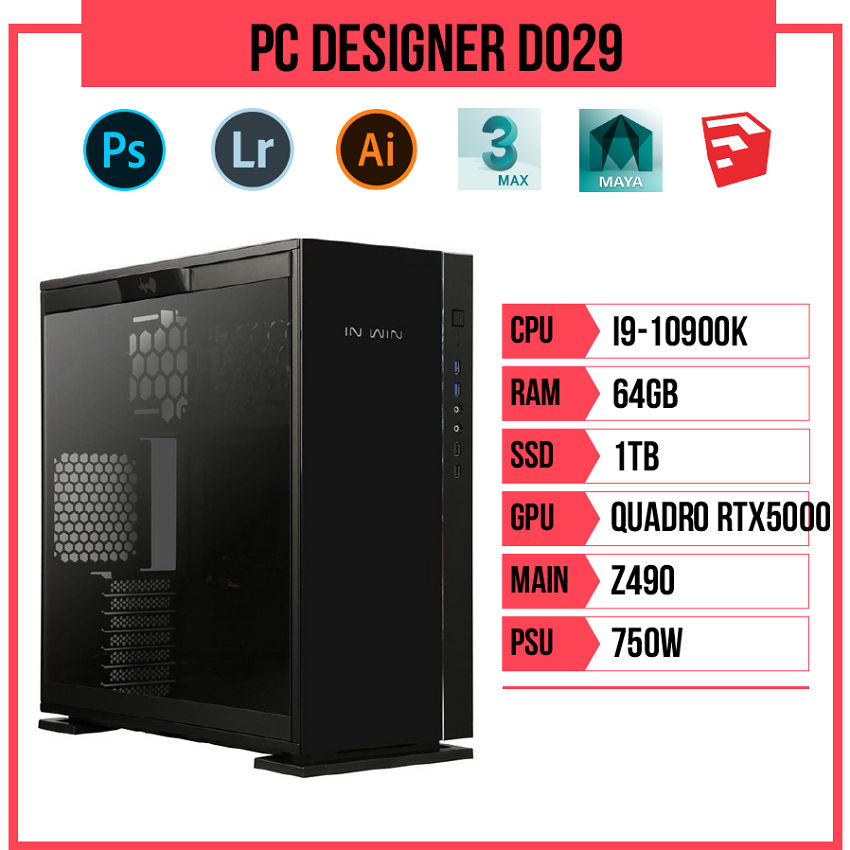 PC DESIGNER D029
Ps
Lr
Ai
3
MAX
MAYA
IN WIN
CPU I9-10900K
RAM 64GB
SSD 1TB
GPU QUADRO RTX5000
MAIN Z490
PSU 750W